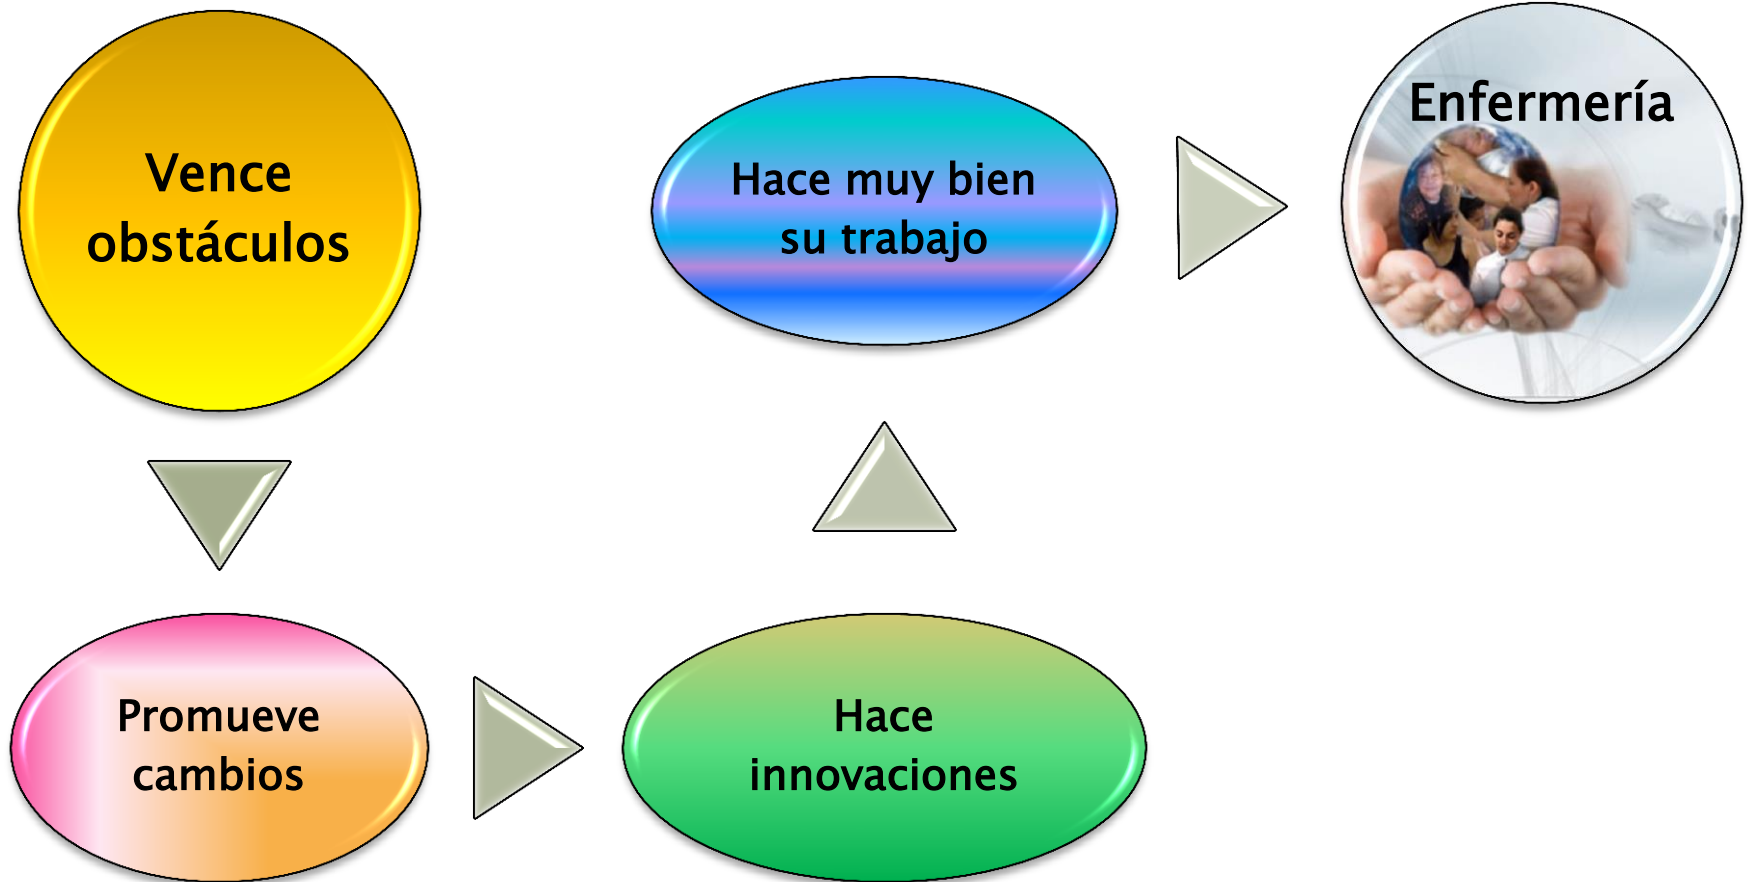 Vence
obstáculos
Promueve
cambios
Hace
innovaciones
Hace muy bien
su trabajo
Enfermería